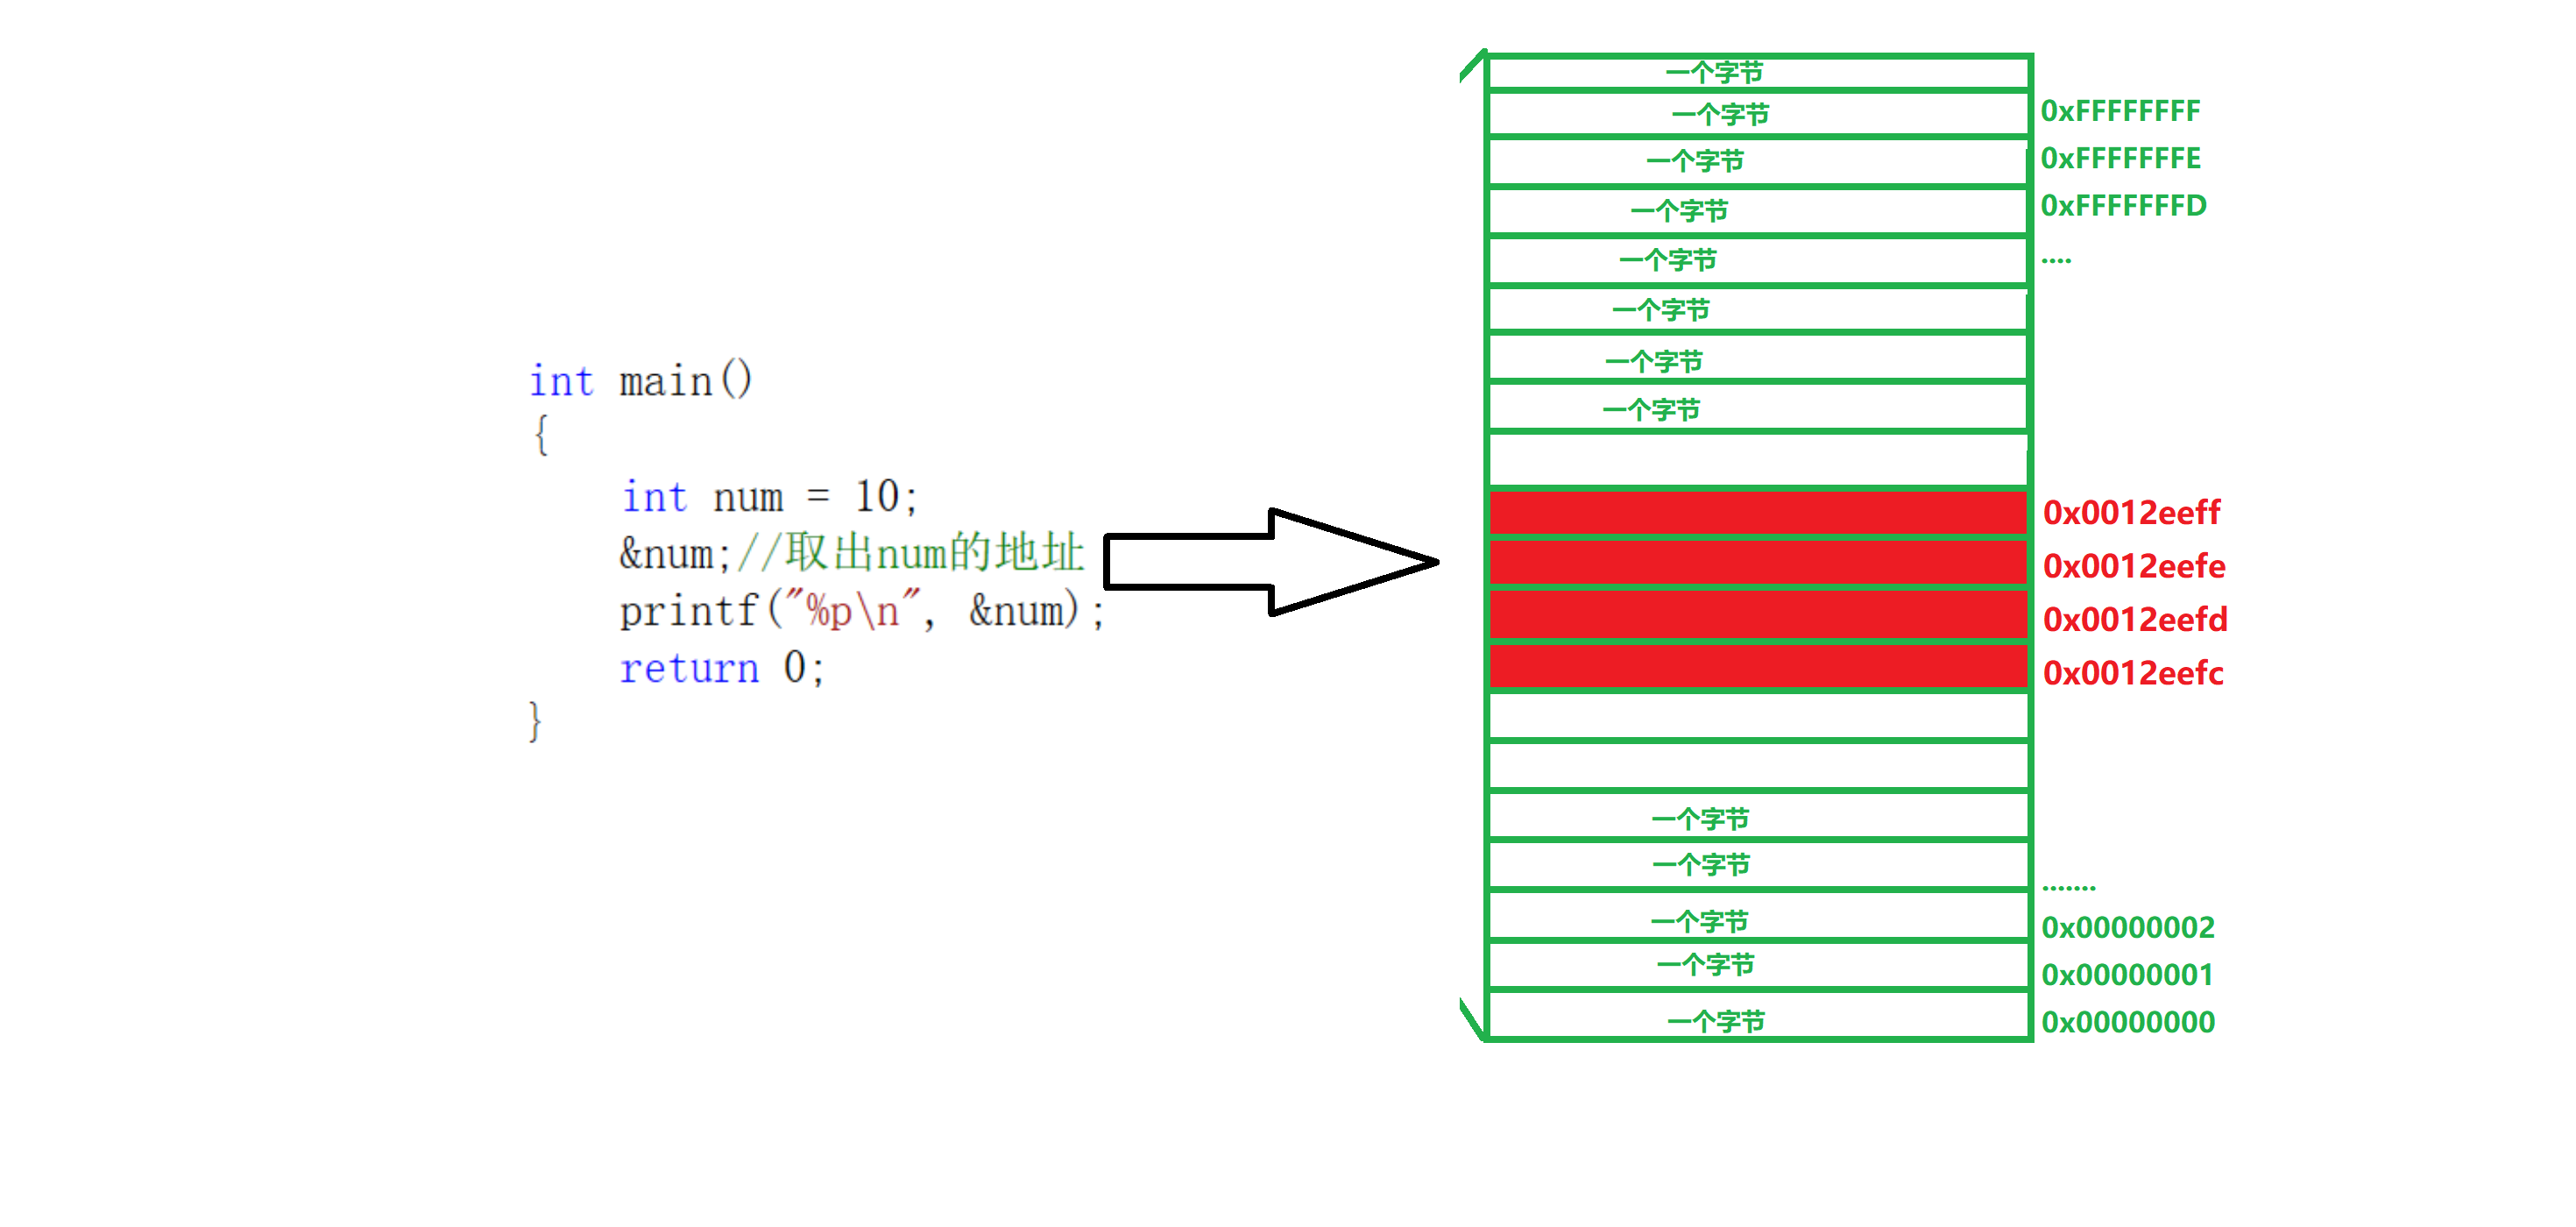 int main()
{
int num = 10;
&num;//取出num的地址
printf("%p\n", &num);
return 0;
}
一个字节
一个字节 0xFFFFFFFF
一个字节 0xFFFFFFFE
一个字节 0xFFFFFFFD
一个字节 ....
一个字节
一个字节
一个字节
0x0012eeff
0x0012eefe
0x0012eefd
0x0012eefc
一个字节
一个字节 .......
一个字节 0x00000002
一个字节 0x00000001
一个字节 0x00000000